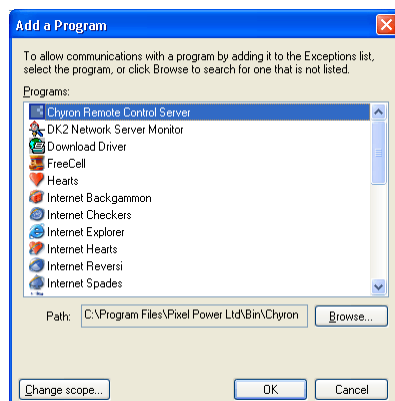 Add a Program
To allow communications with a program by adding it to the Exceptions list,
select the program, or click Browse to search for one that is not listed.
Programs:
Chyron Remote Control Server
DK2 Network Server Monitor
Download Driver
FreeCell
Hearts
Internet Backgammon
Internet Checkers
Internet Explorer
Internet Hearts
Internet Reversi
Internet Spades
Path: C:\Program Files\Pixel Power Ltd\Bin\Chyron Browse...
Change scope... OK Cancel